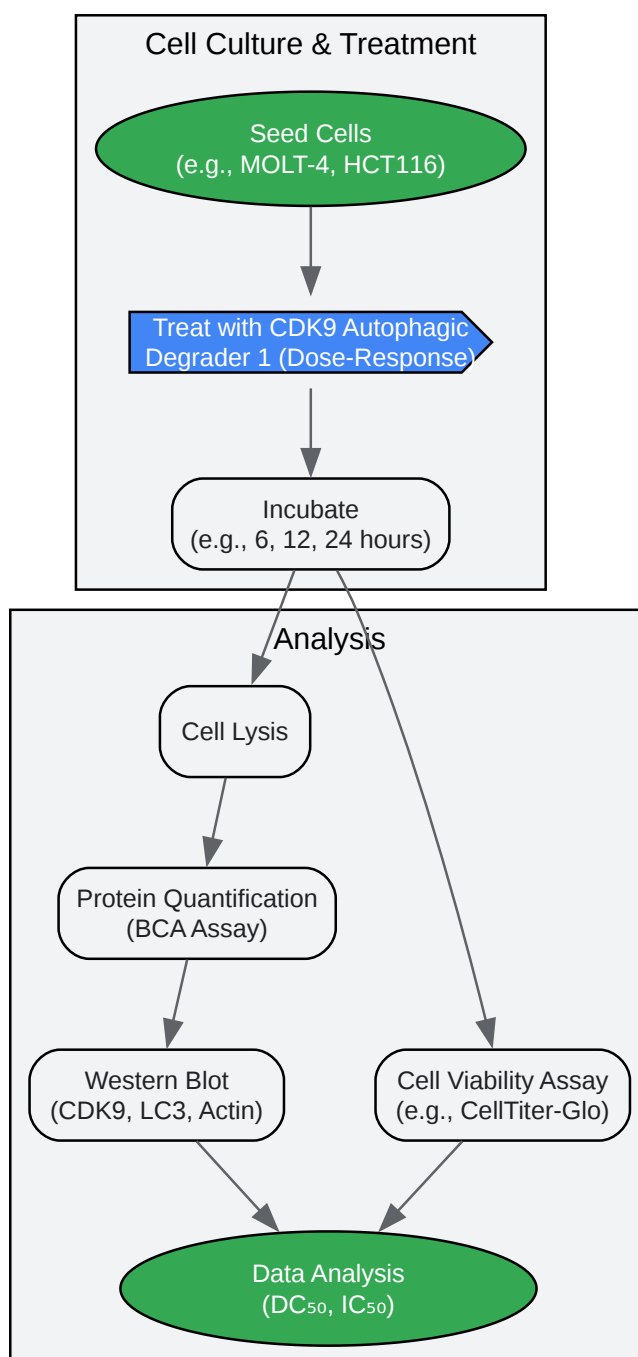 Cell Culture & Treatment
Seed Cells
(e.g., MOLT-4, HCT116)
Treat with CDK9 Autophagic
Degrader 1 (Dose-Response)
Incubate
(e.g., 6, 12, 24 hours)
Analysis
Cell Lysis
Protein Quantification
(BCA Assay)
Western Blot
(CDK9, LC3, Actin)
Cell Viability Assay
(e.g., CellTiter-Glo)
Data Analysis
(DC₅₀, IC₅₀)